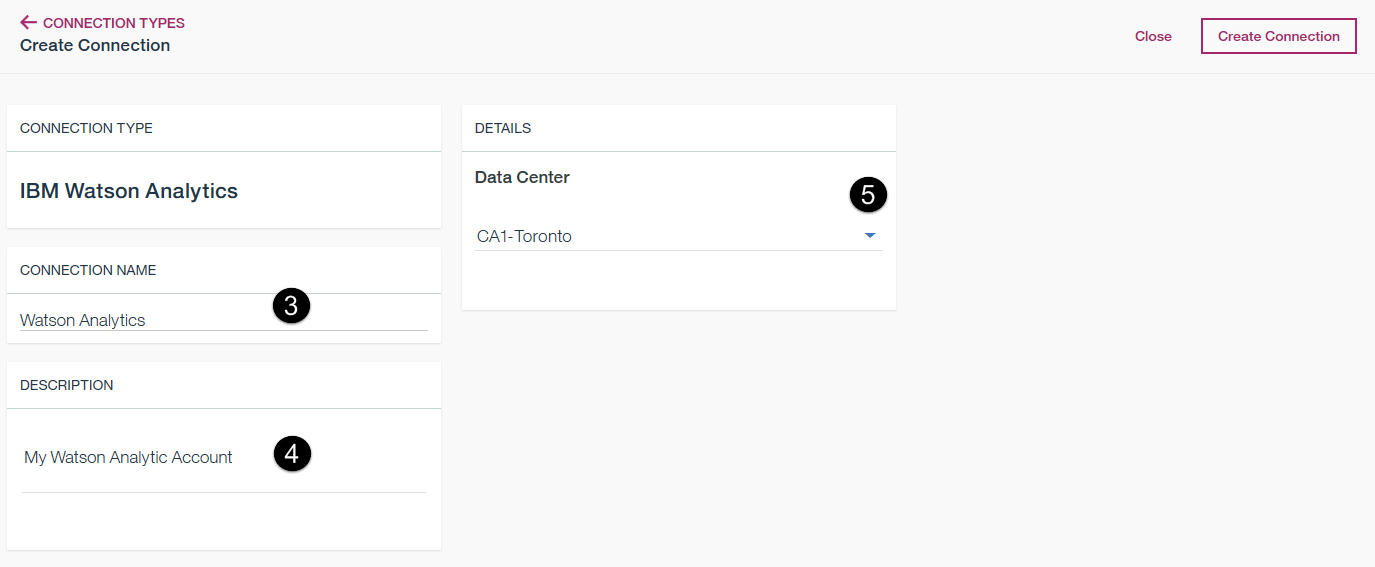 CONNECTION TYPES
Create Connection
Close
Create Connection
CONNECTION TYPE
IBM Watson Analytics
CONNECTION NAME
3
Watson Analytics
DESCRIPTION
My Watson Analytic Account
4
DETAILS
Data Center
5
CA1-Toronto